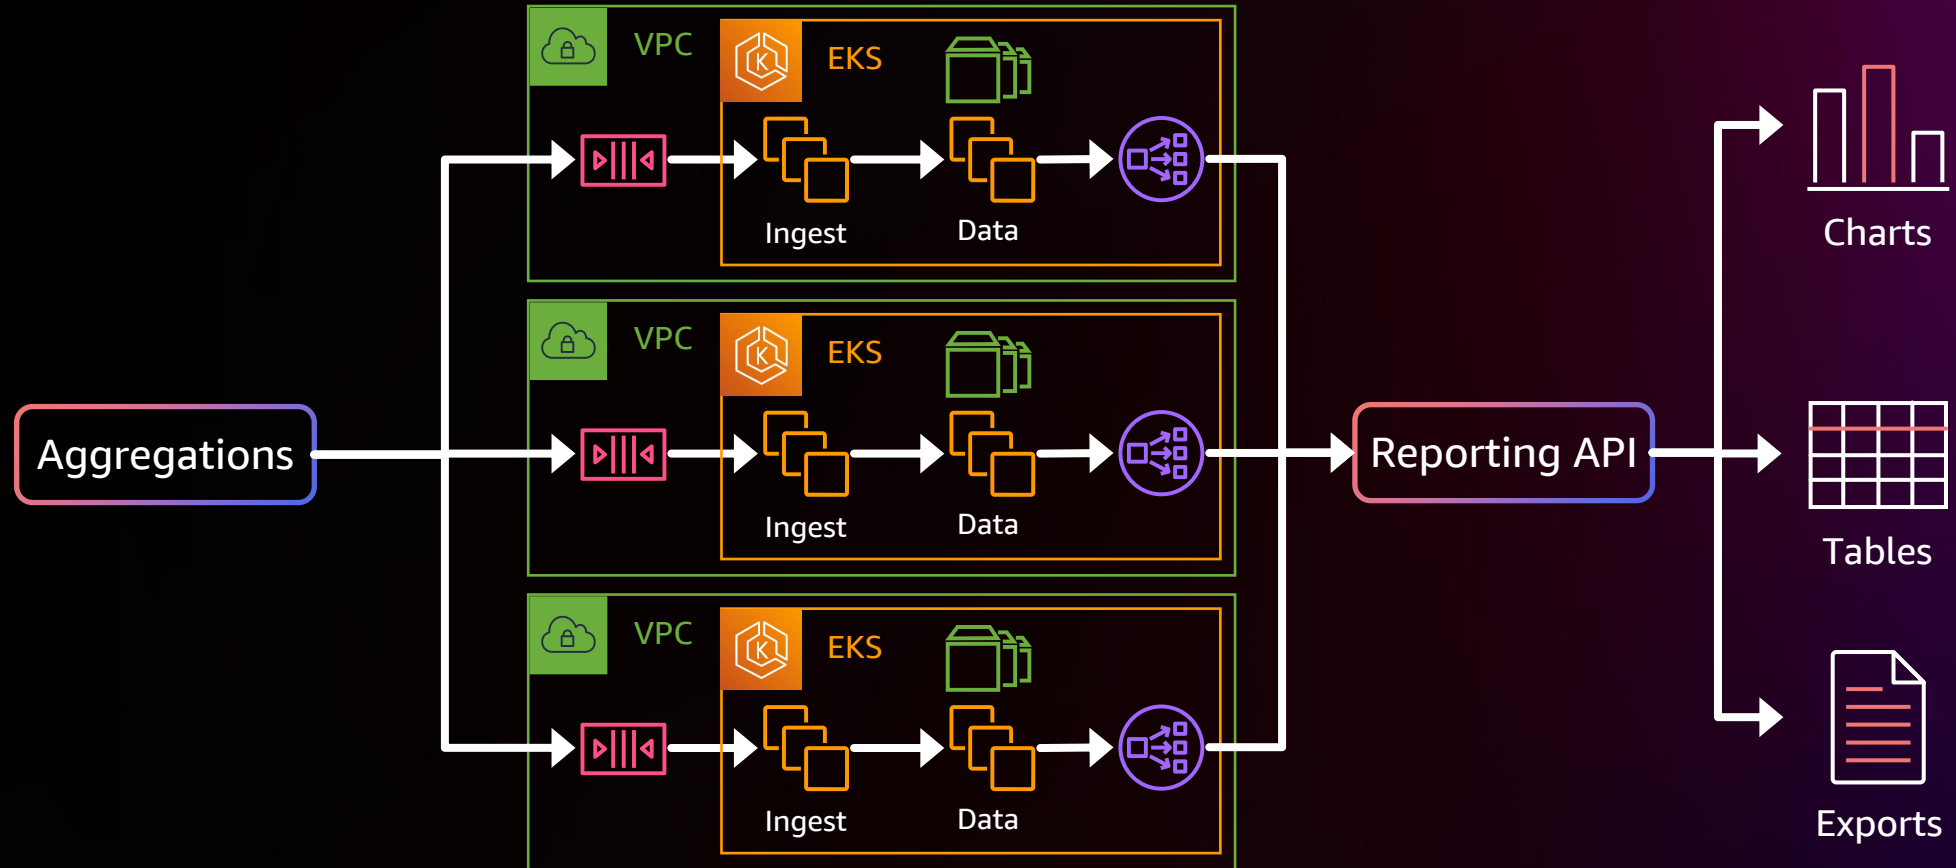 VPC
EKS
Ingest
Data
VPC
EKS
Ingest
Data
VPC
EKS
Ingest
Data
Aggregations
Reporting API
Charts
Tables
Exports